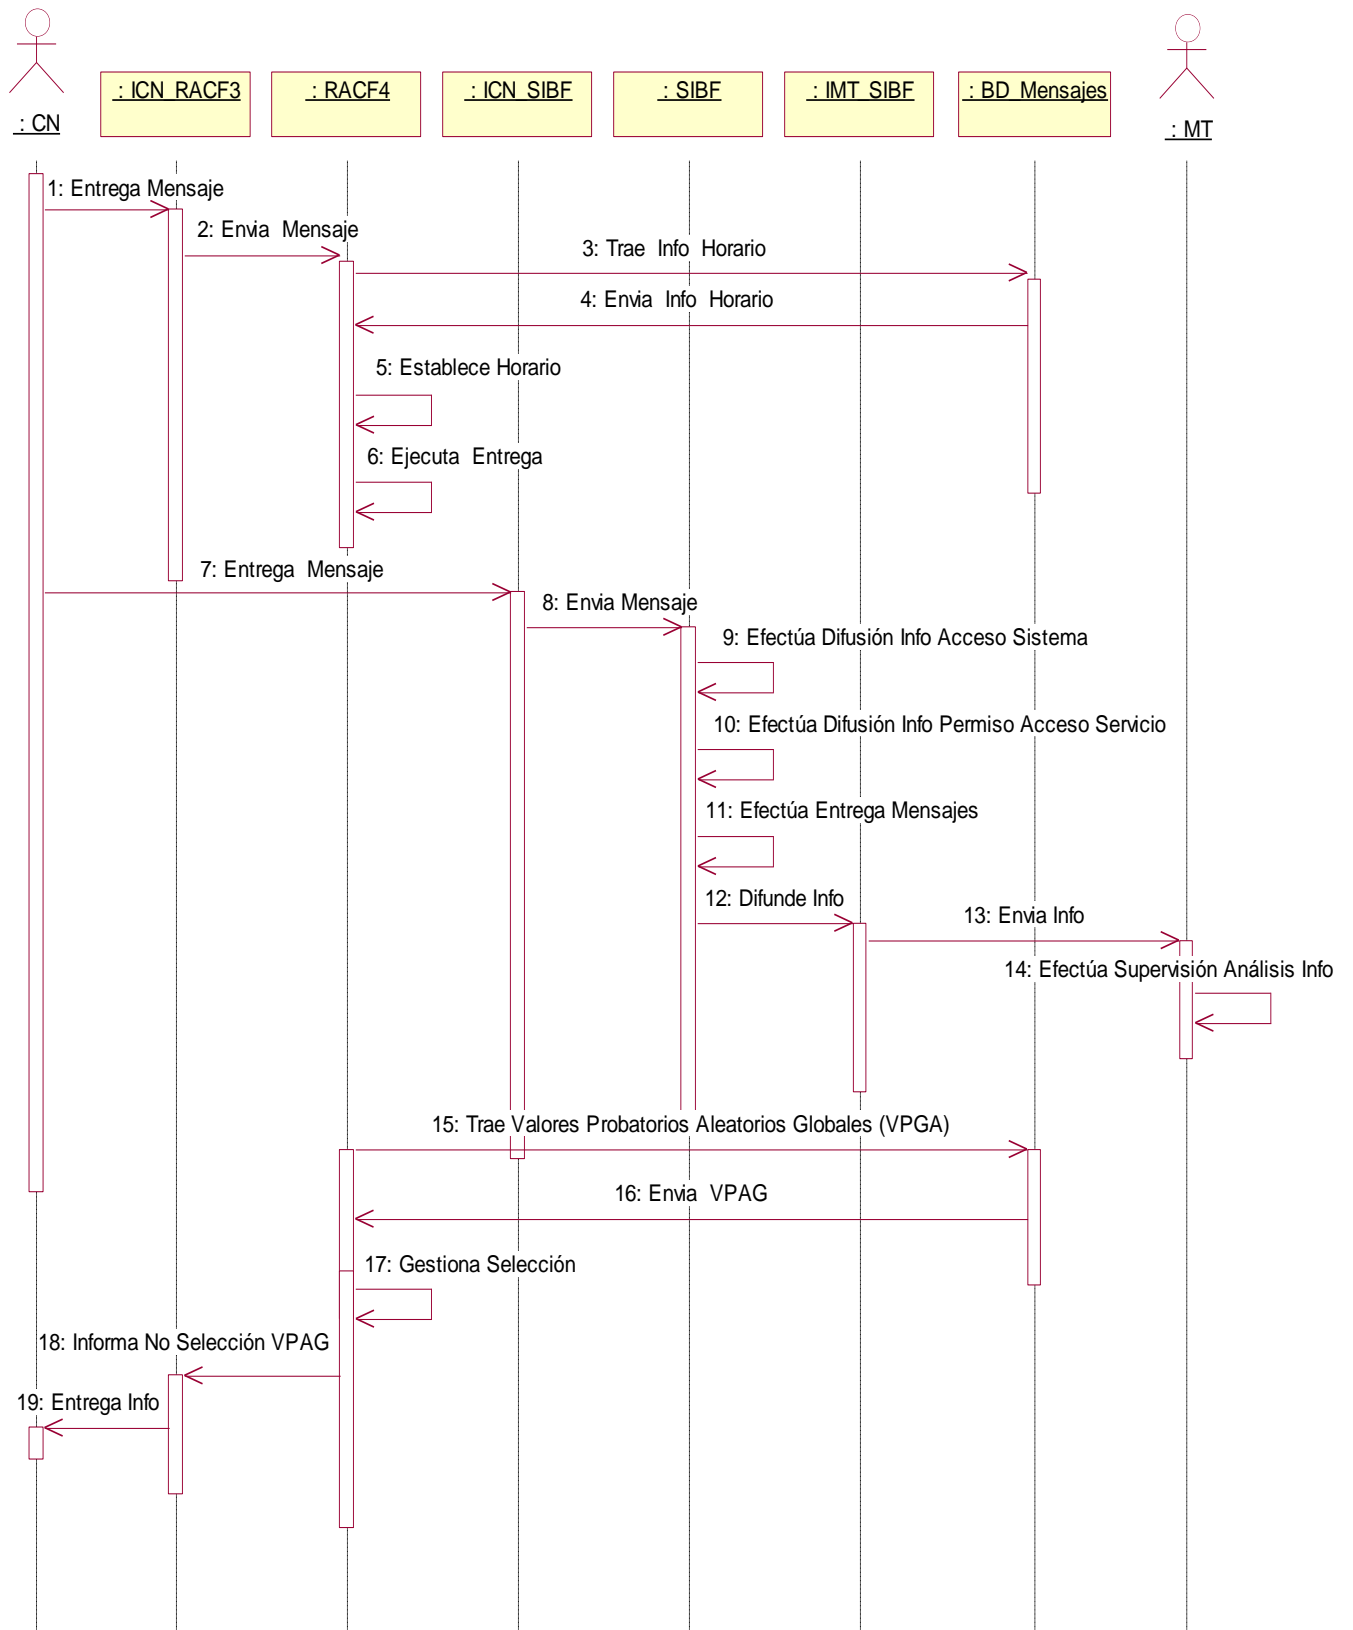 : CN
: ICN_RACF3
: RACF4
: ICN_SIBF
: SIBF
: IMT_SIBF
: BD_Mensajes
: MT
1: Entrega Mensaje
2: Envia Mensaje
3: Trae Info Horario
4: Envia Info Horario
5: Establece Horario
6: Ejecuta Entrega
7: Entrega Mensaje
8: Envia Mensaje
9: Efectúa Difusión Info Acceso Sistema
10: Efectúa Difusión Info Permiso Acceso Servicio
11: Efectúa Entrega Mensajes
12: Difunde Info
13: Envia Info
14: Efectúa Supervisión Análisis Info
15: Trae Valores Probatorios Aleatorios Globales (VPGA)
16: Envia VPAG
17: Gestiona Selección
18: Informa No Selección VPAG
19: Entrega Info